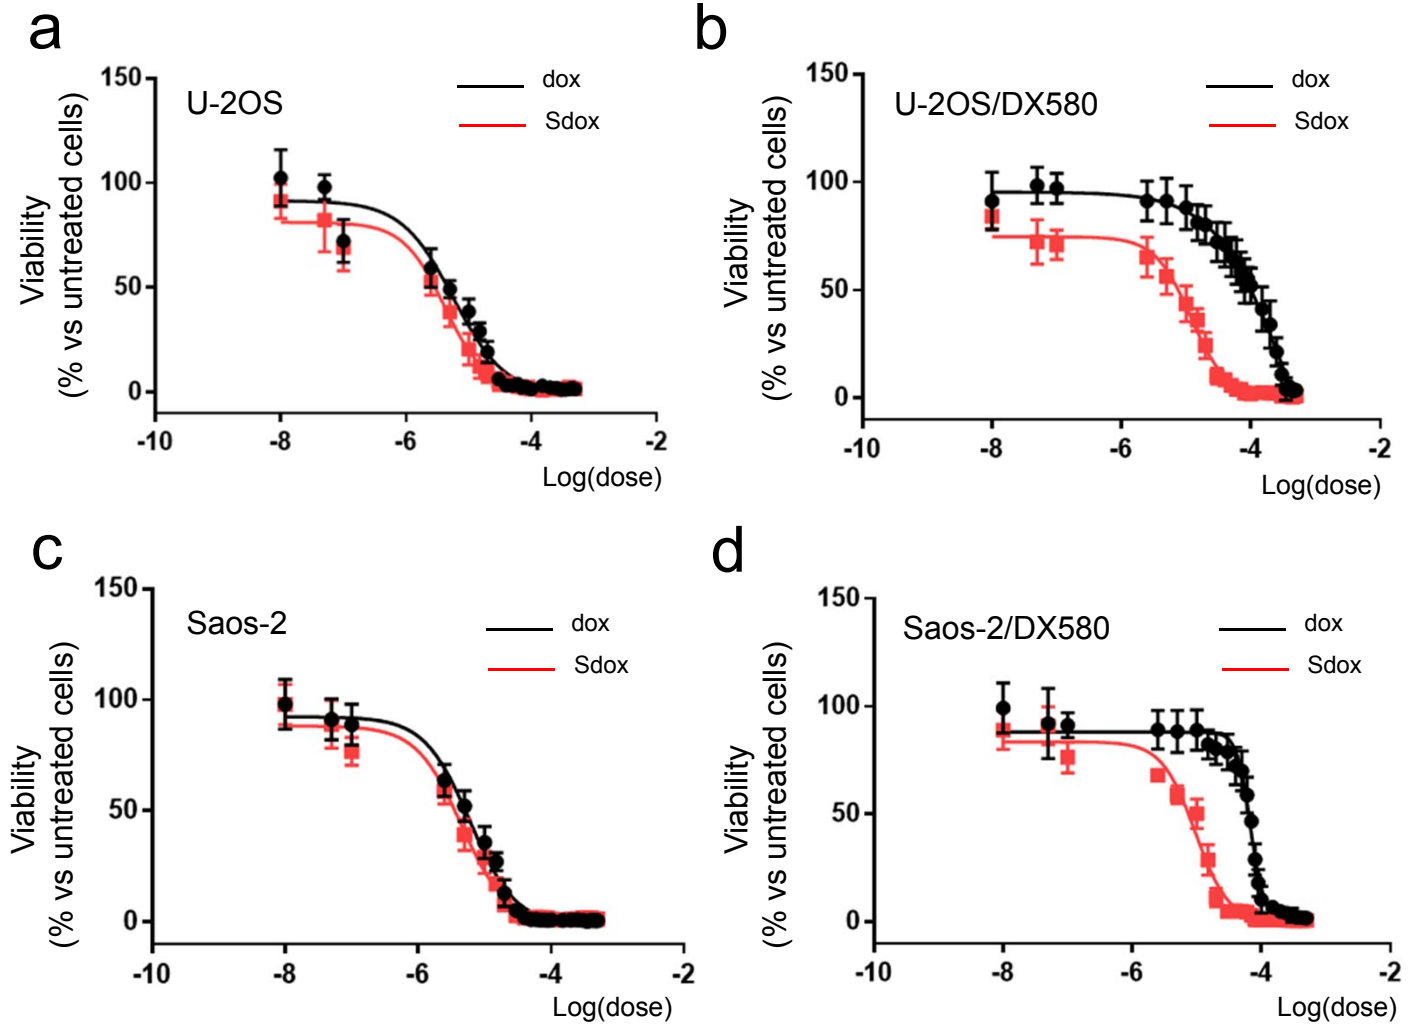 a
U-2OS
dox
Sdox
Viability
(% vs untreated cells)
150
100
50
0
-10
-8
-6
-4
-2
Log(dose)
b
U-2OS/DX580
dox
Sdox
Viability
(% vs untreated cells)
150
100
50
0
-10
-8
-6
-4
-2
Log(dose)
c
Saos-2
dox
Sdox
Viability
(% vs untreated cells)
150
100
50
0
-10
-8
-6
-4
-2
Log(dose)
d
Saos-2/DX580
dox
Sdox
Viability
(% vs untreated cells)
150
100
50
0
-10
-8
-6
-4
-2
Log(dose)